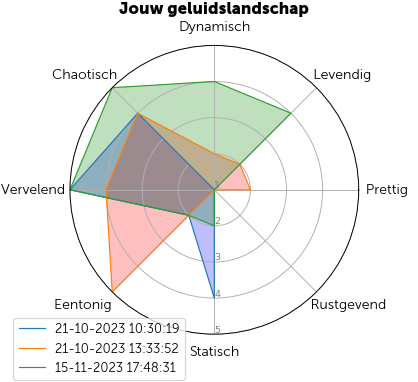 Jouw geluidslandschap
Dynamisch
Chaotisch
Levendig
Vervelend
Prettig
1
2
3
4
5
Eentonig
Rustgevend
Statisch
21-10-2023 10:30:19
21-10-2023 13:33:52
15-11-2023 17:48:31